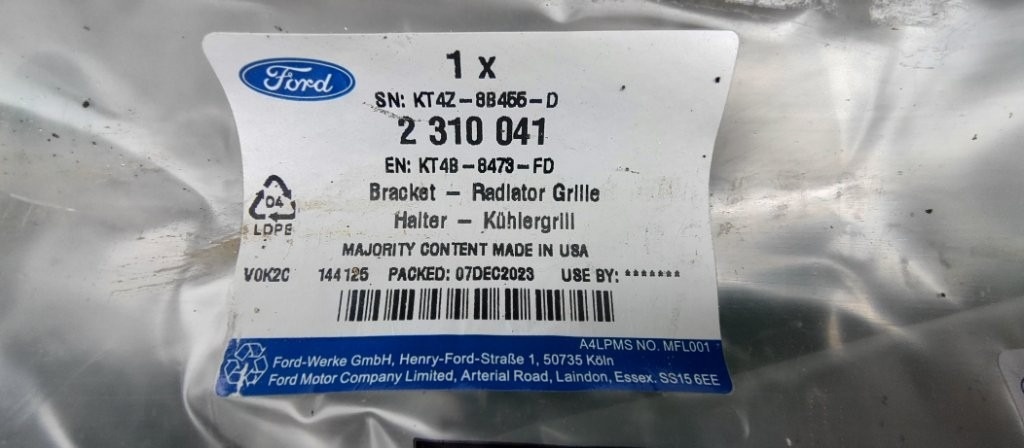 Ford
1 x
SN: KT4Z-8B455-D
2 310 041
EN: KT4B-8473-FD
Bracket - Radiator Grille
Halter - Kühlergrill
04
LDPE
MAJORITY CONTENT MADE IN USA
V0K2C 144125 PACKED: 07DEC2023 USE BY: *******
A4LPMS NO. MFL001
Ford-Werke GmbH, Henry-Ford-Straße 1, 50735 Köln
Ford Motor Company Limited, Arterial Road, Laindon, Essex. SS15 6EE